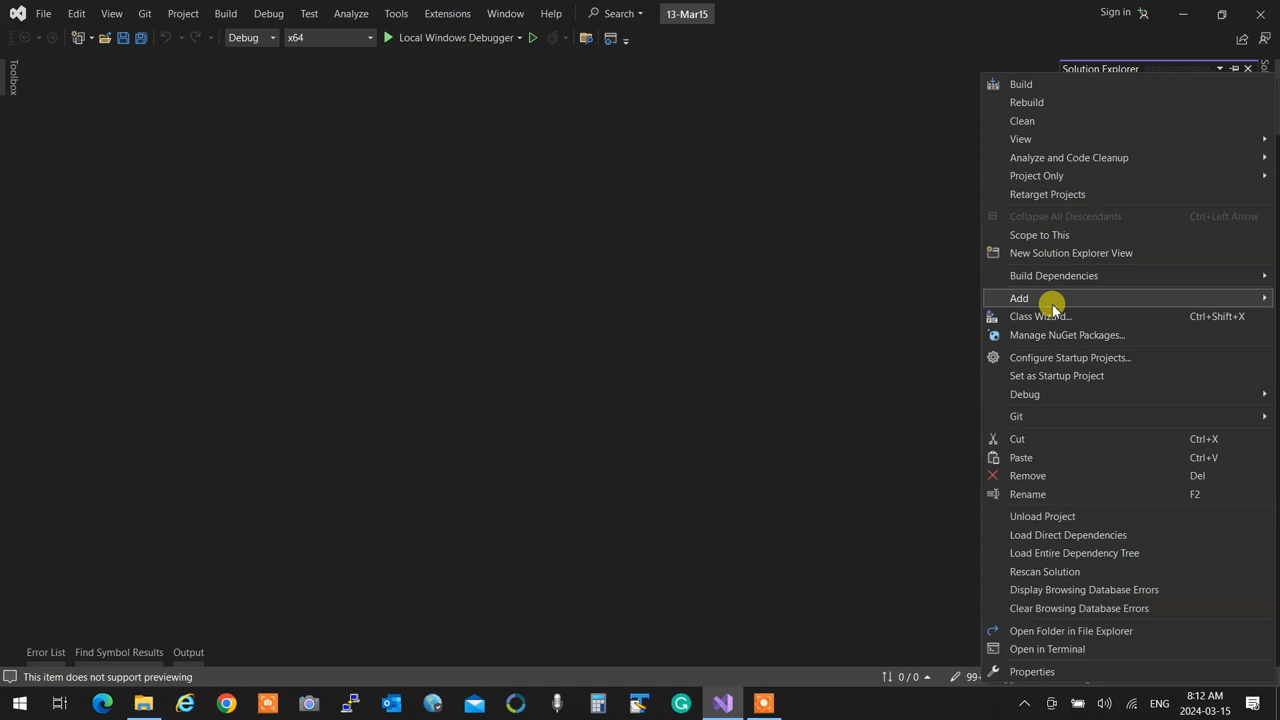 File Edit View Git Project Build Debug Test Analyze Tools Extensions Window Help Search 13-Mar15 Sign in
Debug x64 Local Windows Debugger
Toolbox
Solution Explorer
Build
Rebuild
Clean
View
Analyze and Code Cleanup
Project Only
Retarget Projects
Collapse All Descendants Ctrl+Left Arrow
Scope to This
New Solution Explorer View
Build Dependencies
Add
Class Wizard... Ctrl+Shift+X
Manage NuGet Packages...
Configure Startup Projects...
Set as Startup Project
Debug
Git
Cut Ctrl+X
Paste Ctrl+V
Remove Del
Rename F2
Unload Project
Load Direct Dependencies
Load Entire Dependency Tree
Rescan Solution
Display Browsing Database Errors
Clear Browsing Database Errors
Open Folder in File Explorer
Open in Terminal
Properties
Error List Find Symbol Results Output
This item does not support previewing 0 / 0 99+
ENG 8:12 AM
2024-03-15